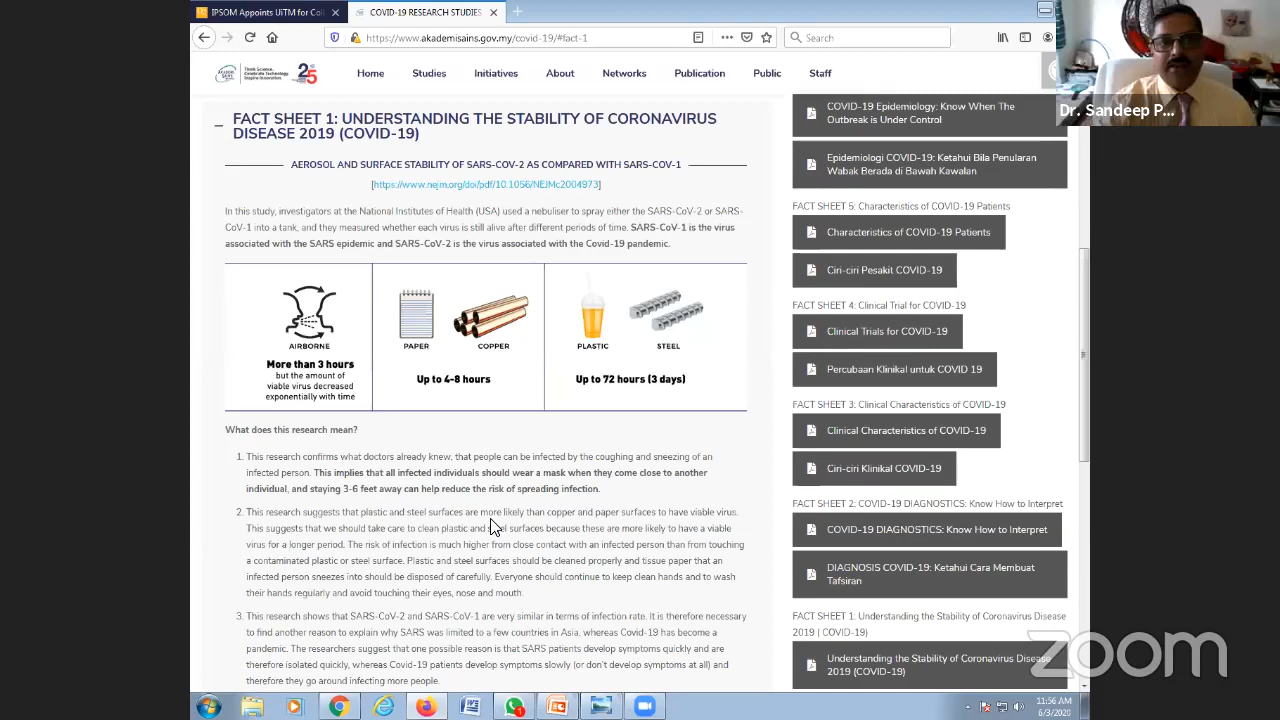 IPSOM Appoints UiTM for Coll
COVID-19 RESEARCH STUDIES
https://www.akademisains.gov.my/covid-19/#fact-1
Search
Dr. Sandeep P...
Think Science.
Celebrate Technology.
Inspire Innovation.
25
Home
Studies
Initiatives
About
Networks
Publication
Public
Staff
FACT SHEET 1: UNDERSTANDING THE STABILITY OF CORONAVIRUS
DISEASE 2019 (COVID-19)
AEROSOL AND SURFACE STABILITY OF SARS-COV-2 AS COMPARED WITH SARS-COV-1
[https://www.nejm.org/doi/pdf/10.1056/NEJMc2004973]
In this study, investigators at the National Institutes of Health (USA) used a nebuliser to spray either the SARS-CoV-2 or SARS-
CoV-1 into a tank, and they measured whether each virus is still alive after different periods of time. SARS-CoV-1 is the virus
associated with the SARS epidemic and SARS-CoV-2 is the virus associated with the Covid-19 pandemic.
AIRBORNE
More than 3 hours
but the amount of
viable virus decreased
exponentially with time
PAPER
COPPER
Up to 4-8 hours
PLASTIC
STEEL
Up to 72 hours (3 days)
What does this research mean?
1. This research confirms what doctors already knew, that people can be infected by the coughing and sneezing of an
infected person. This implies that all infected individuals should wear a mask when they come close to another
individual, and staying 3-6 feet away can help reduce the risk of spreading infection.
2. This research suggests that plastic and steel surfaces are more likely than copper and paper surfaces to have viable virus.
This suggests that we should take care to clean plastic and steel surfaces because these are more likely to have a viable
virus for a longer period. The risk of infection is much higher from close contact with an infected person than from touching
a contaminated plastic or steel surface. Plastic and steel surfaces should be cleaned properly and tissue paper that an
infected person sneezes into should be disposed of carefully. Everyone should continue to keep clean hands and to wash
their hands regularly and avoid touching their eyes, nose and mouth.
3. This research shows that SARS-CoV-2 and SARS-CoV-1 are very similar in terms of infection rate. It is therefore necessary
to find another reason to explain why SARS was limited to a few countries in Asia, whereas Covid-19 has become a
pandemic. The researchers suggest that one possible reason is that SARS patients develop symptoms quickly and are
therefore isolated quickly, whereas Covid-19 patients develop symptoms slowly (or don't develop symptoms at all) and
therefore they go around infecting more people.
COVID-19 Epidemiology: Know When The
Outbreak is Under Control
Epidemiologi COVID-19: Ketahui Bila Penularan
Wabak Berada di Bawah Kawalan
FACT SHEET 5: Characteristics of COVID-19 Patients
Characteristics of COVID-19 Patients
Ciri-ciri Pesakit COVID-19
FACT SHEET 4: Clinical Trial for COVID-19
Clinical Trials for COVID-19
Percubaan Klinikal untuk COVID 19
FACT SHEET 3: Clinical Characteristics of COVID-19
Clinical Characteristics of COVID-19
Ciri-ciri Klinikal COVID-19
FACT SHEET 2: COVID-19 DIAGNOSTICS: Know How to Interpret
COVID-19 DIAGNOSTICS: Know How to Interpret
DIAGNOSIS COVID-19: Ketahui Cara Membuat
Tafsiran
FACT SHEET 1: Understanding the Stability of Coronavirus Disease
2019 ( COVID-19)
Understanding the Stability of Coronavirus Disease
2019 (COVID-19)
zoom
11:56 AM
6/3/2020